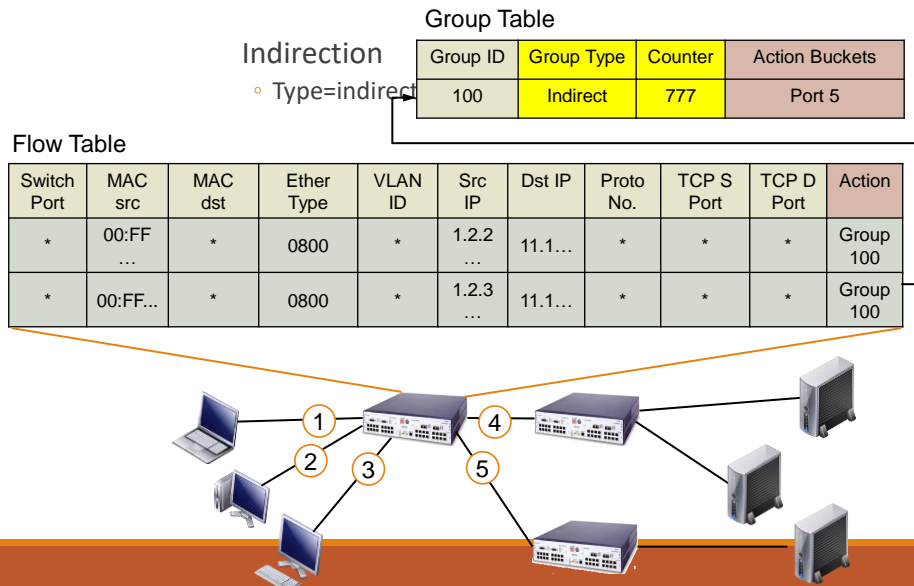 Group Table
Indirection
◦ Type=indirect
Group ID Group Type Counter Action Buckets
100 Indirect 777 Port 5
Flow Table
Switch Port MAC src MAC dst Ether Type VLAN ID Src IP Dst IP Proto No. TCP S Port TCP D Port Action
* 00:FF … * 0800 * 1.2.2 … 11.1… * * * Group 100
* 00:FF... * 0800 * 1.2.3 … 11.1… * * * Group 100
1
4
2
3
5